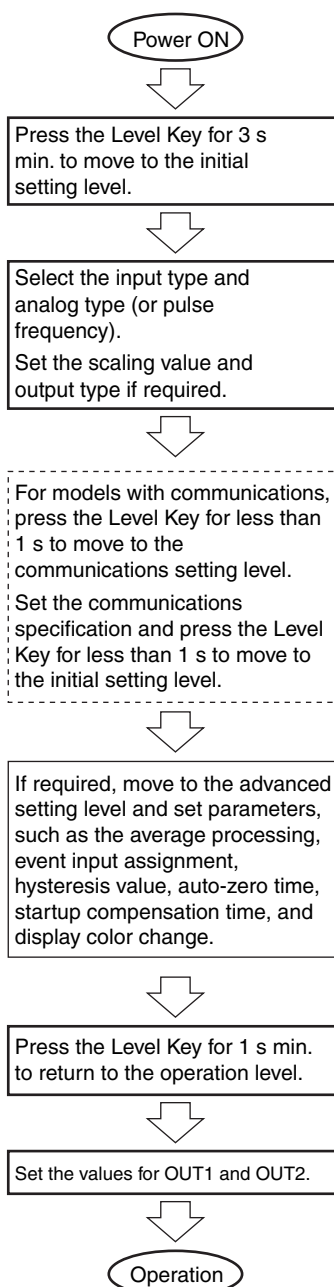 Power ON
Press the Level Key for 3 s
min. to move to the initial
setting level.
Select the input type and
analog type (or pulse
frequency).
Set the scaling value and
output type if required.
For models with communications,
press the Level Key for less than
1 s to move to the
communications setting level.
Set the communications
specification and press the Level
Key for less than 1 s to move to
the initial setting level.
If required, move to the advanced
setting level and set parameters,
such as the average processing,
event input assignment,
hysteresis value, auto-zero time,
startup compensation time, and
display color change.
Press the Level Key for 1 s min.
to return to the operation level.
Set the values for OUT1 and OUT2.
Operation